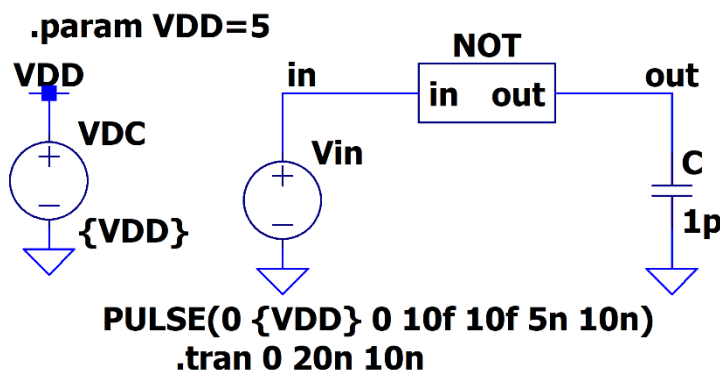 .param VDD=5
VDD
VDC
{VDD}
in
Vin
NOT
in out
out
C
1p
PULSE(0 {VDD} 0 10f 10f 5n 10n)
.tran 0 20n 10n